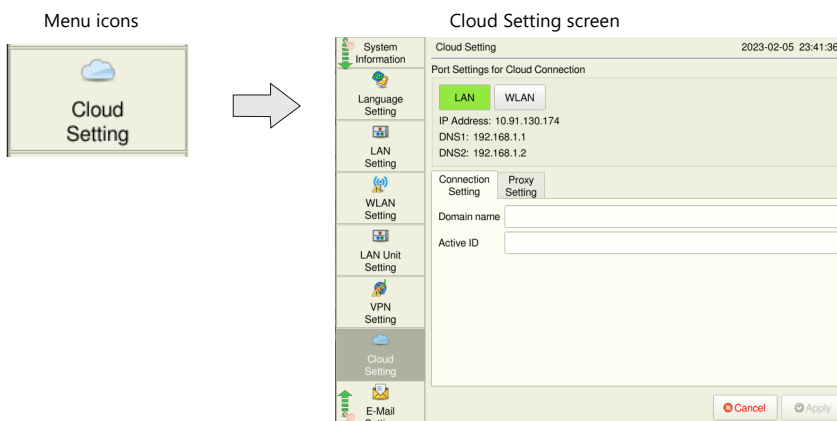 Menu icons
Cloud Setting screen
Cloud
Setting
System
Information
Language
Setting
LAN
Setting
WLAN
Setting
LAN Unit
Setting
VPN
Setting
Cloud
Setting
E-Mail
Setting
Cloud Setting 2023-02-05 23:41:36
Port Settings for Cloud Connection
LAN WLAN
IP Address: 10.91.130.174
DNS1: 192.168.1.1
DNS2: 192.168.1.2
Connection
Setting
Proxy
Setting
Domain name
Active ID
Cancel Apply